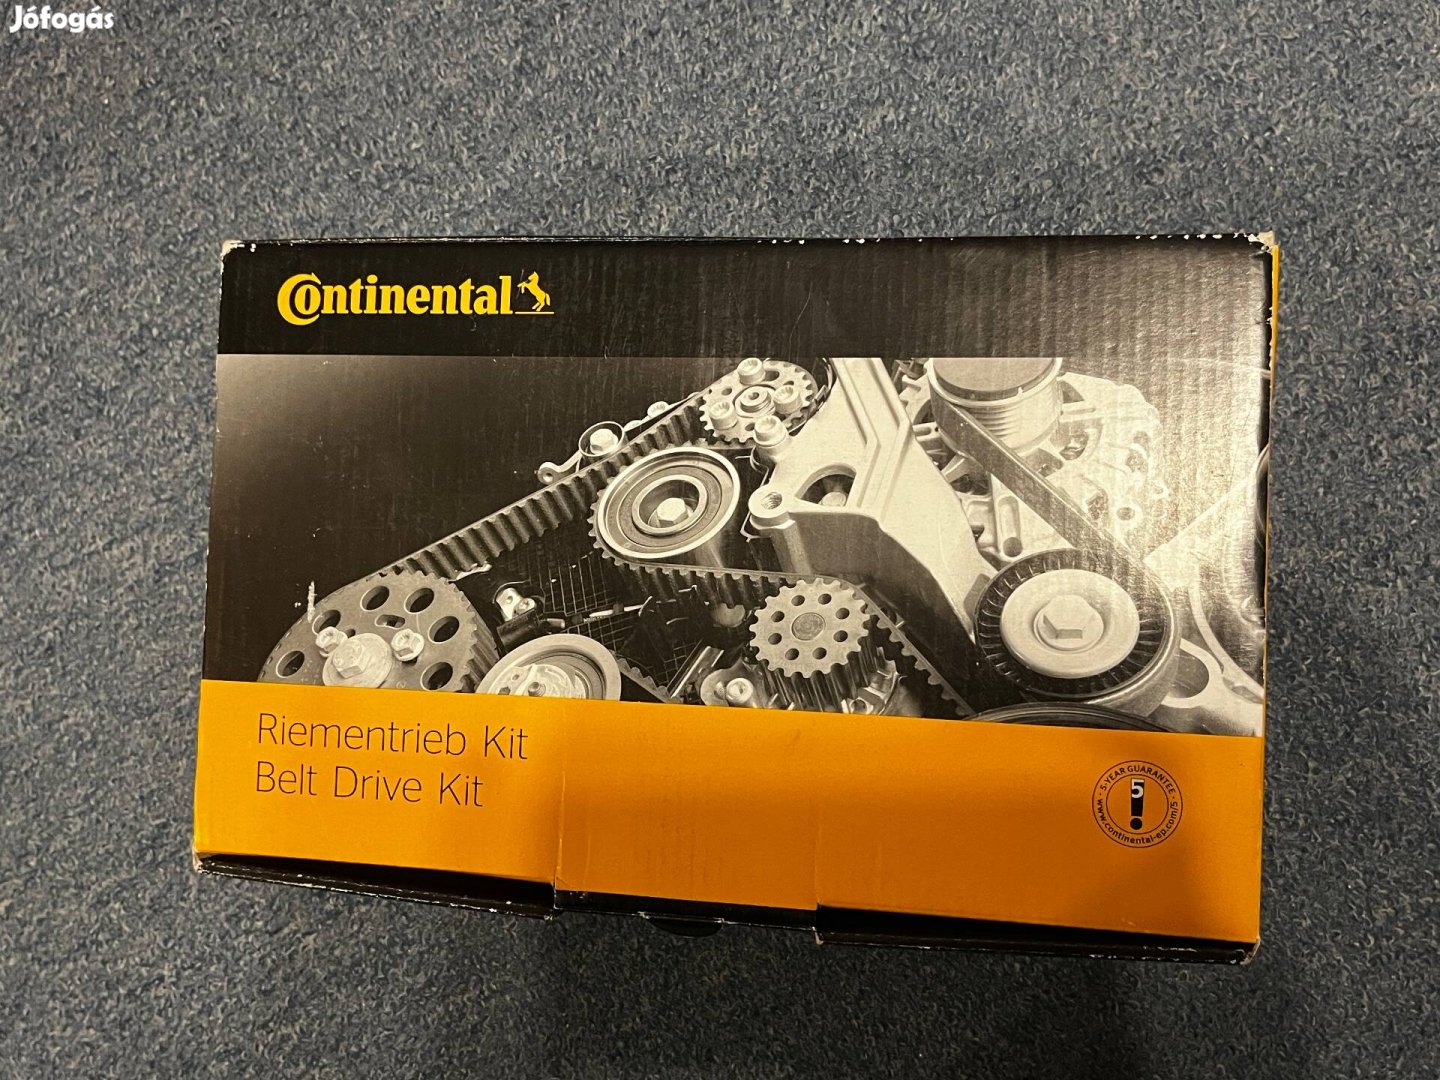 Jófogás
Continental
Riementrieb Kit
Belt Drive Kit
5-YEAR GUARANTEE
5
www.continental-ep.com/5